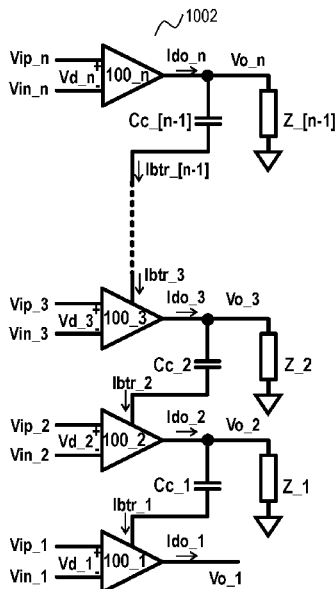 1002
Vip_n + Ido_n Vo_n
Vd_n 100_n
Vin_n -
Cc_[n-1] Z_[n-1]
Ibtr_[n-1]
Ibtr_3
Vip_3 + Ido_3 Vo_3
Vd_3 100_3
Vin_3 -
Cc_2 Z_2
Ibtr_2
Vip_2 + Ido_2 Vo_2
Vd_2 100_2
Vin_2 -
Cc_1 Z_1
Ibtr_1
Vip_1 + Ido_1
Vd_1 100_1
Vin_1 - Vo_1